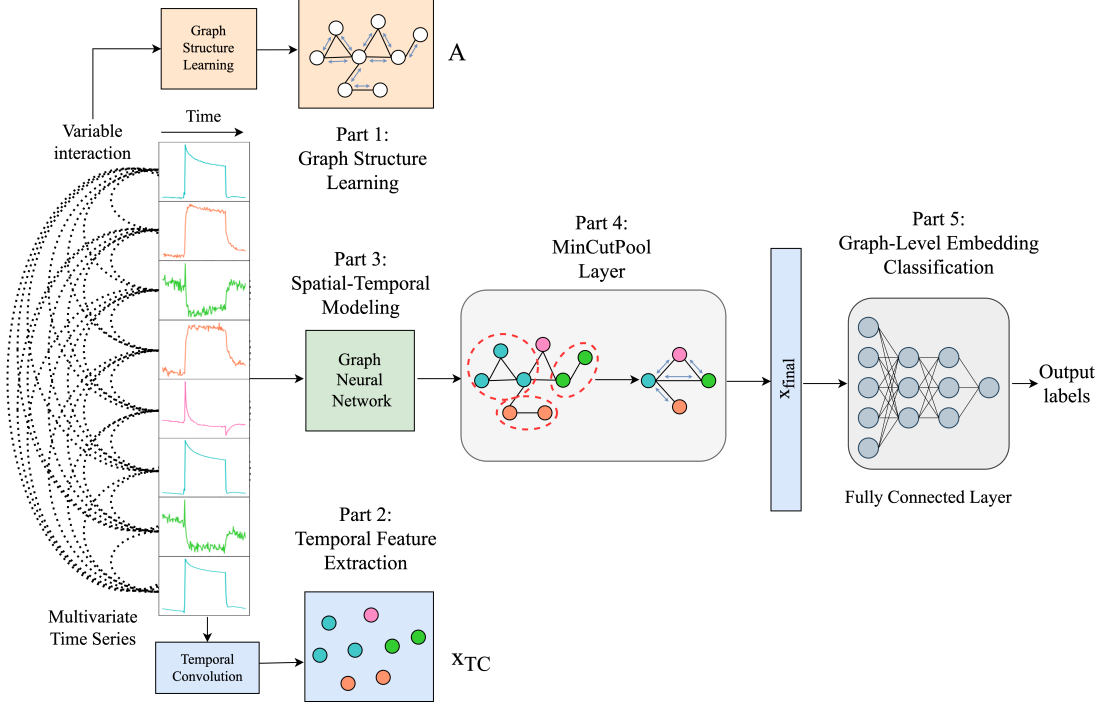 Graph
Structure
Learning
A
Variable
interaction
Time
Part 1:
Graph Structure
Learning
Part 3:
Spatial-Temporal
Modeling
Graph
Neural
Network
Part 4:
MinCutPool
Layer
x_final
Part 5:
Graph-Level Embedding
Classification
Output
labels
Fully Connected Layer
Part 2:
Temporal Feature
Extraction
Multivariate
Time Series
Temporal
Convolution
x_TC